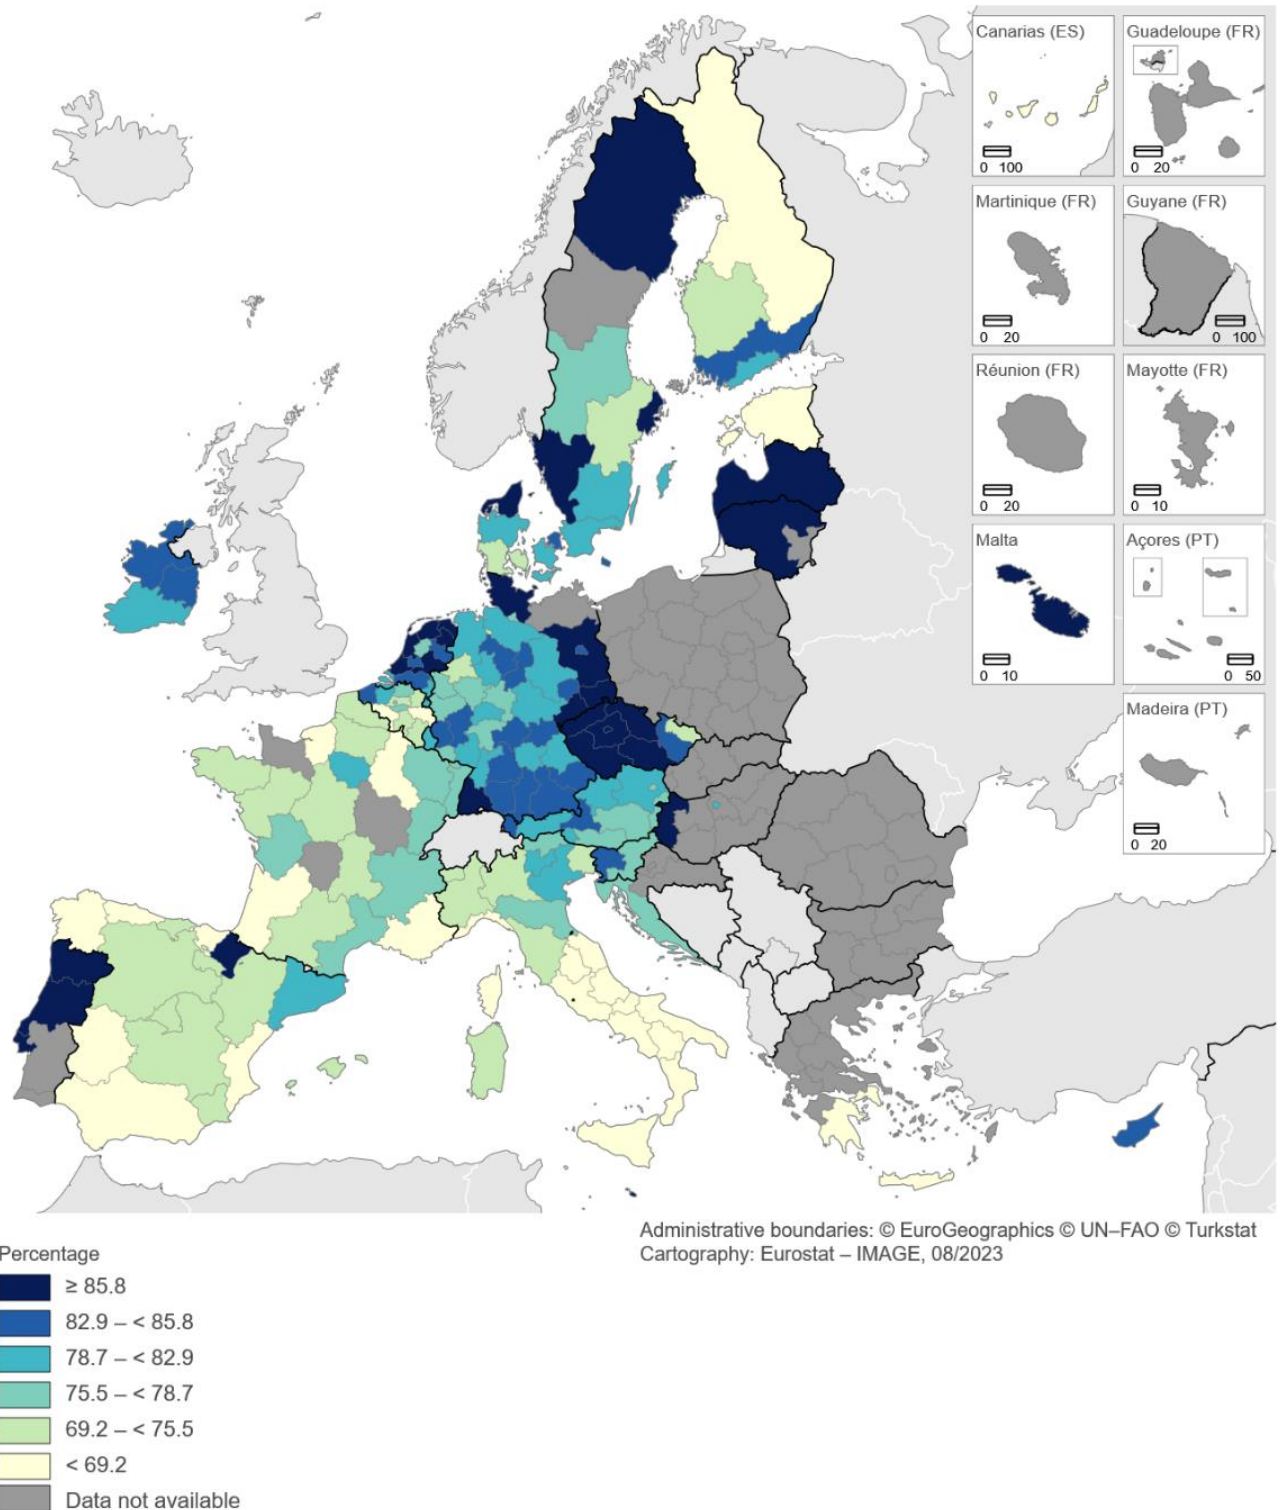 Canarias (ES)
0 100
Guadeloupe (FR)
0 20
Martinique (FR)
0 20
Guyane (FR)
0 100
Réunion (FR)
0 20
Mayotte (FR)
0 10
Malta
0 10
Açores (PT)
0 50
Madeira (PT)
0 20
Administrative boundaries: © EuroGeographics © UN–FAO © Turkstat
Cartography: Eurostat – IMAGE, 08/2023
Percentage
≥ 85.8
82.9 – < 85.8
78.7 – < 82.9
75.5 – < 78.7
69.2 – < 75.5
< 69.2
Data not available